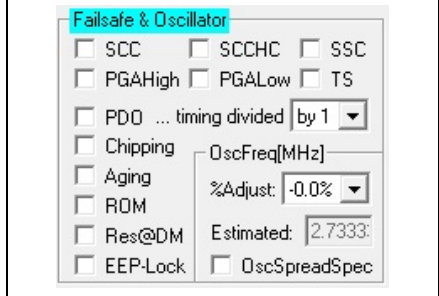 Failsafe & Oscillator
SCC SCCHC SSC
PGAHigh PGALow TS
PDO ... timing divided by 1
Chipping
OscFreq[MHz]
Aging
%Adjust: -0.0%
ROM
Res@DM
Estimated: 2.7333
EEP-Lock
OscSpreadSpec